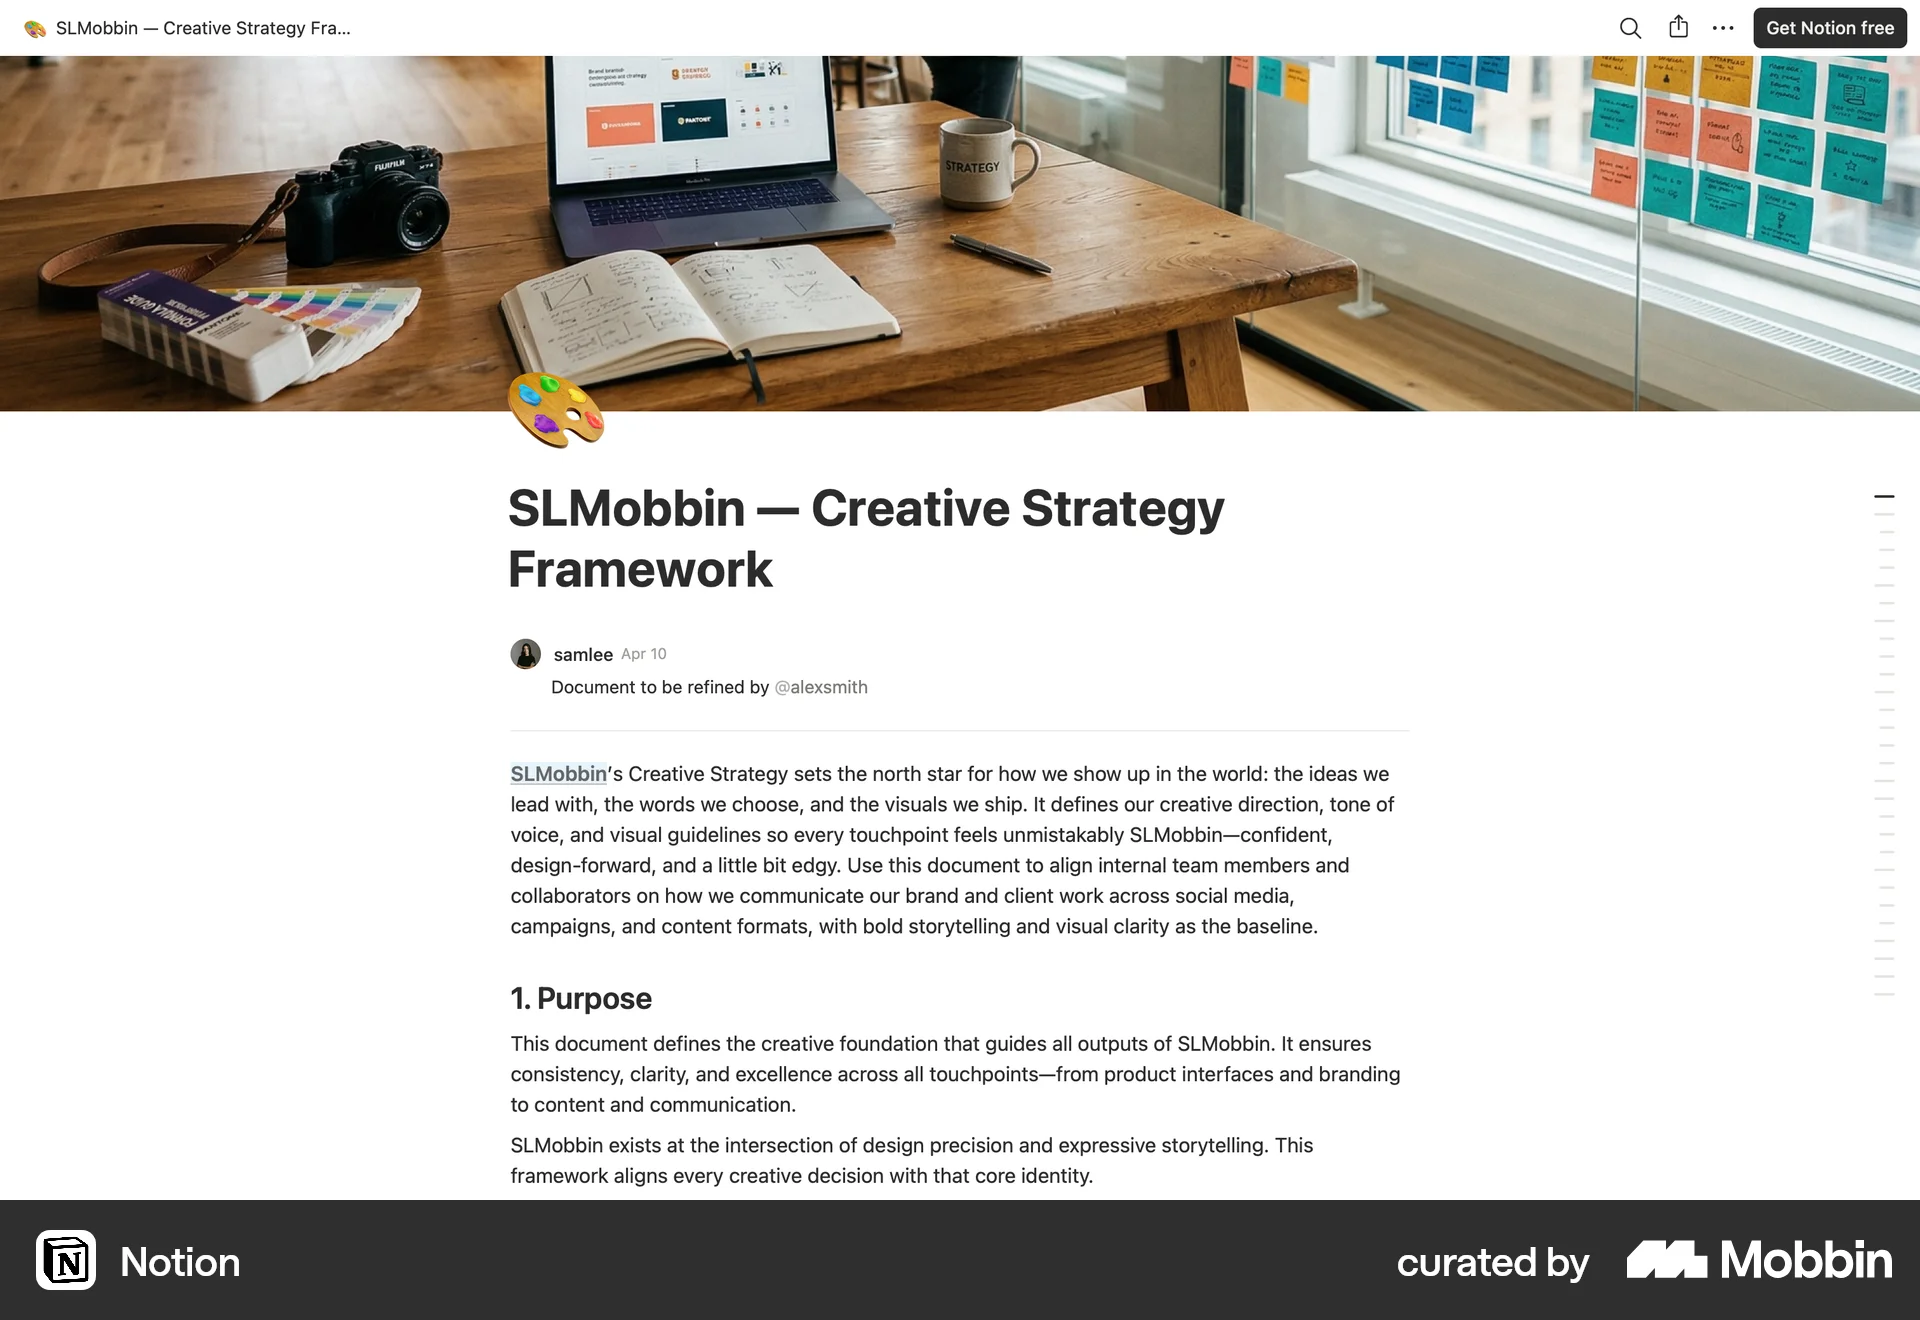 SLMobbin — Creative Strategy Fra...
Get Notion free
FUJIFILM
PANTONE
STRATEGY
FORMULA GUIDE
PANTONE
SLMobbin — Creative Strategy
Framework
samlee Apr 10
Document to be refined by @alexsmith
SLMobbin’s Creative Strategy sets the north star for how we show up in the world: the ideas we
lead with, the words we choose, and the visuals we ship. It defines our creative direction, tone of
voice, and visual guidelines so every touchpoint feels unmistakably SLMobbin—confident,
design-forward, and a little bit edgy. Use this document to align internal team members and
collaborators on how we communicate our brand and client work across social media,
campaigns, and content formats, with bold storytelling and visual clarity as the baseline.
1. Purpose
This document defines the creative foundation that guides all outputs of SLMobbin. It ensures
consistency, clarity, and excellence across all touchpoints—from product interfaces and branding
to content and communication.
SLMobbin exists at the intersection of design precision and expressive storytelling. This
framework aligns every creative decision with that core identity.
Notion
curated by Mobbin